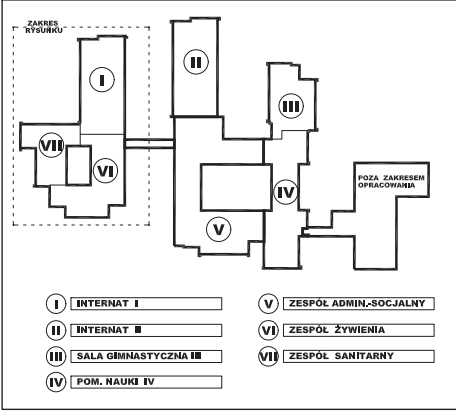 ZAKRES
RYSUNKU
I
II
III
VII
VI
IV
V
POZA ZAKRESEM
OPRACOWANIA
I INTERNAT I
II INTERNAT II
III SALA GIMNASTYCZNA III
IV POM. NAUKI IV
V ZESPÓŁ ADMIN.-SOCJALNY
VI ZESPÓŁ ŻYWIENIA
VII ZESPÓŁ SANITARNY